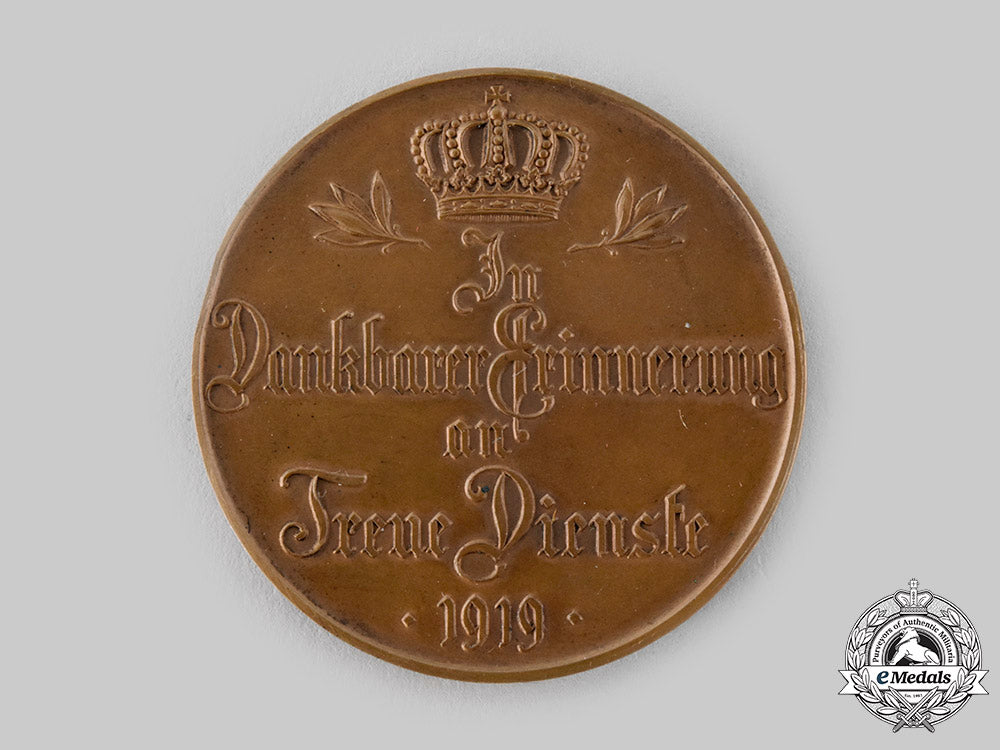 In
Dankbarer Erinnerung
an
Treue Dienste
· 1919 ·
Purveyors of Authentic Militaria
eMedals